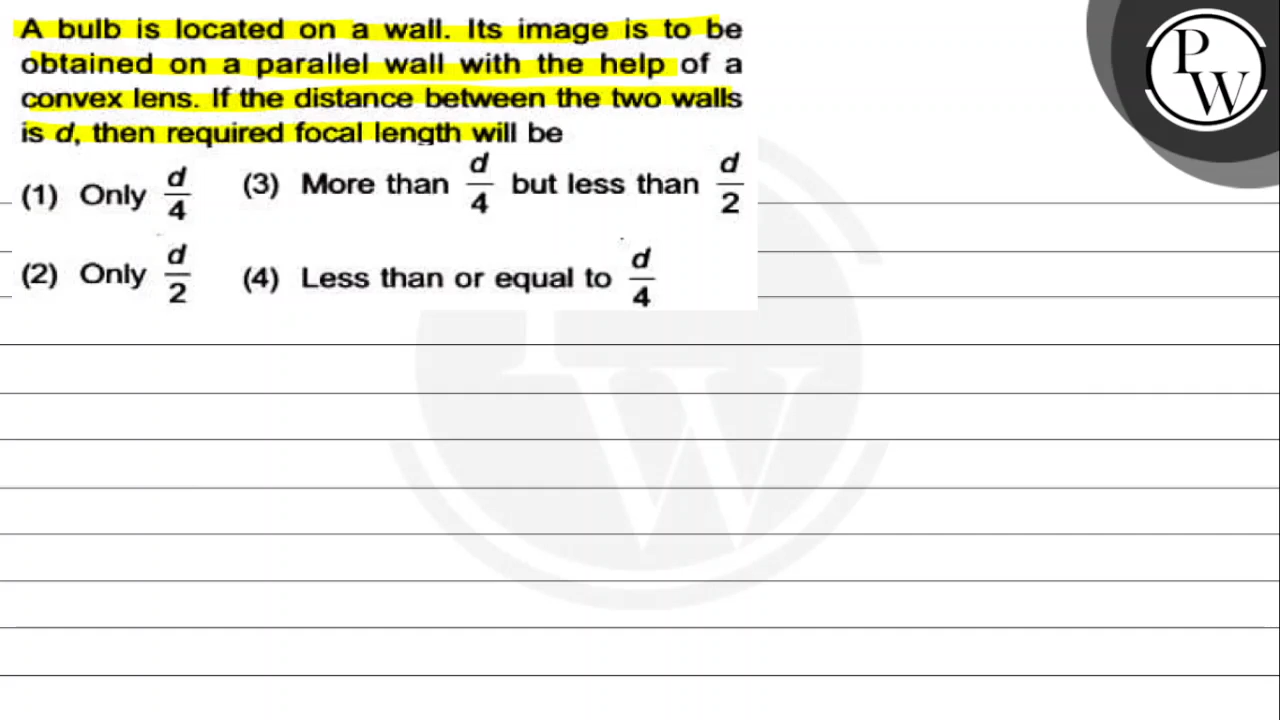 A bulb is located on a wall. Its image is to be
obtained on a parallel wall with the help of a
convex lens. If the distance between the two walls
is d, then required focal length will be
(1) Only d/4 (3) More than d/4 but less than d/2
(2) Only d/2 (4) Less than or equal to d/4
PW
W